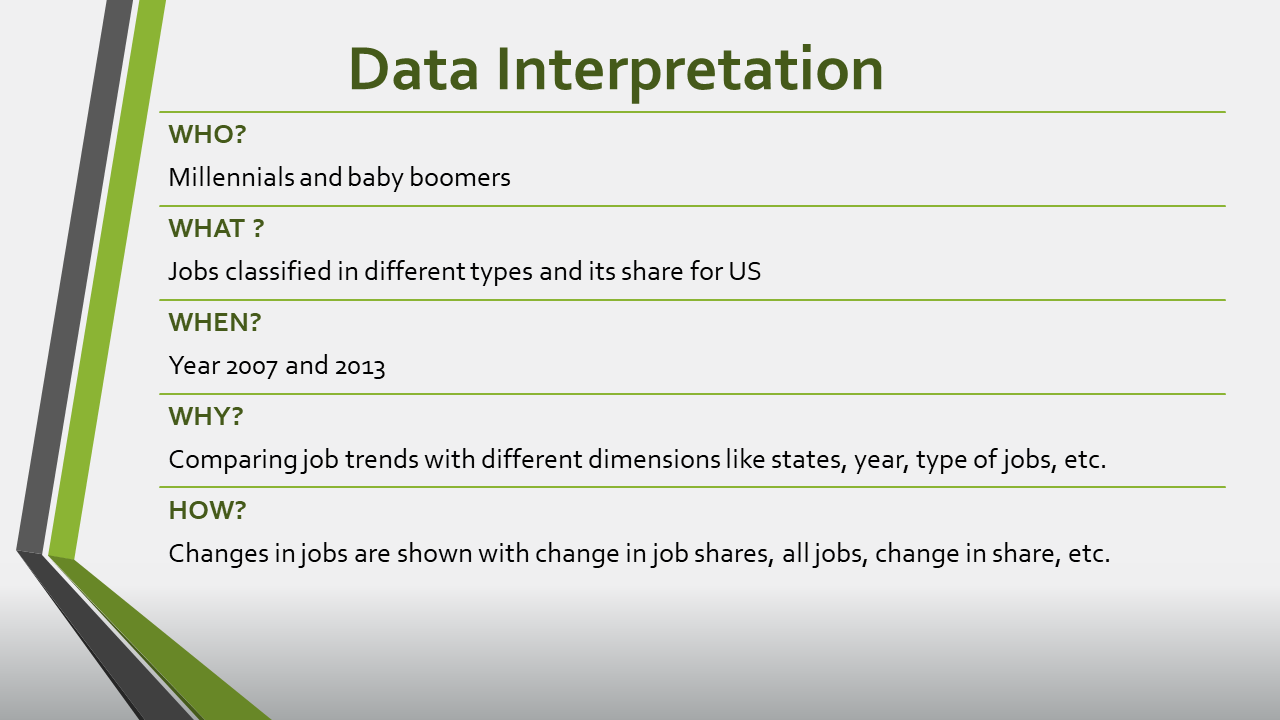 Data Interpretation
WHO?
Millennials and baby boomers
WHAT ?
Jobs classified in different types and its share for US
WHEN?
Year 2007 and 2013
WHY?
Comparing job trends with different dimensions like states, year, type of jobs, etc.
HOW?
Changes in jobs are shown with change in job shares, all jobs, change in share, etc.